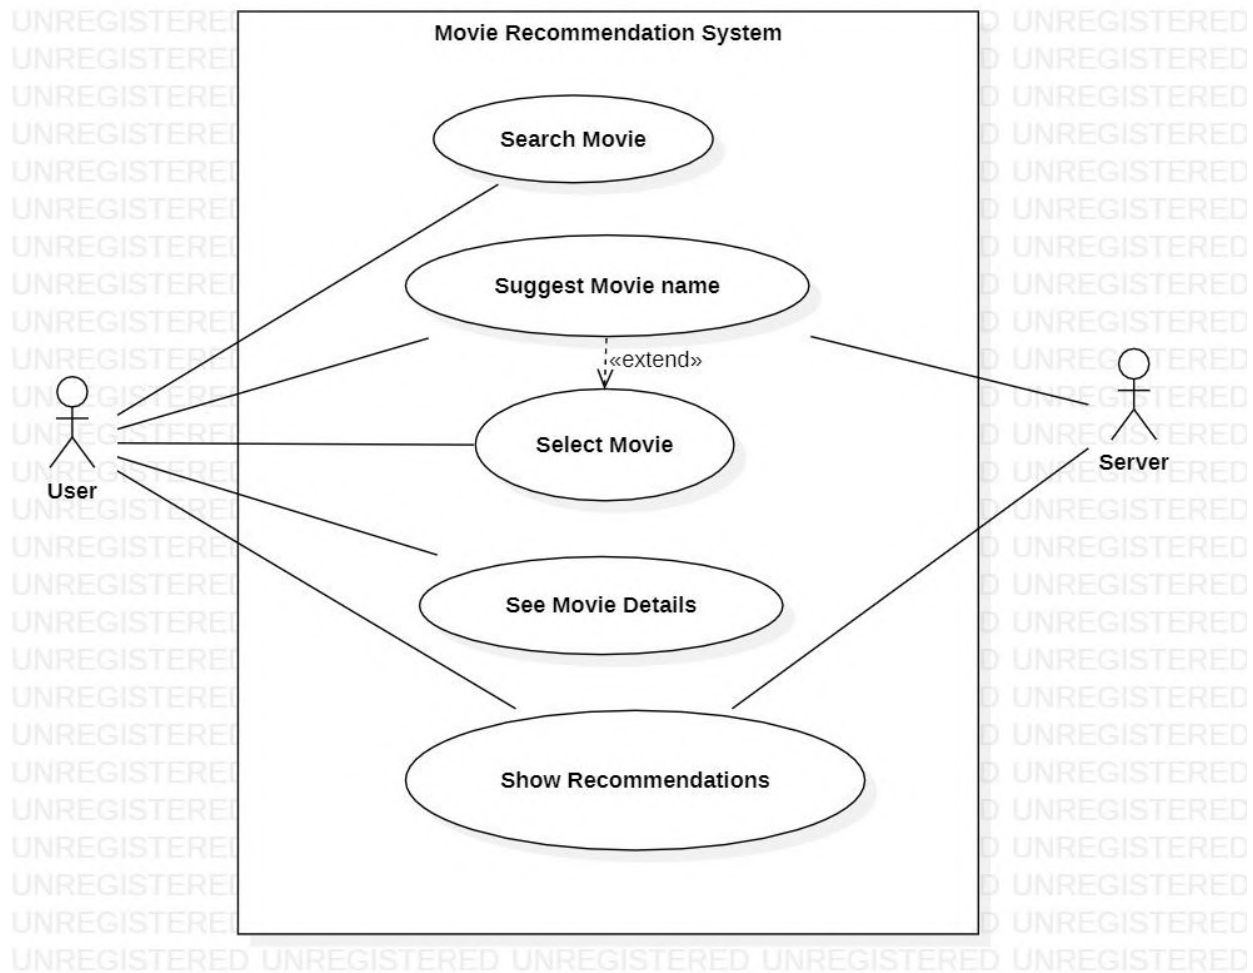 Movie Recommendation System
Search Movie
Suggest Movie name
«extend»
Select Movie
User
Server
See Movie Details
Show Recommendations
UNREGISTERED UNREGISTERED UNREGISTERED UNREGISTERED UNREGISTERED